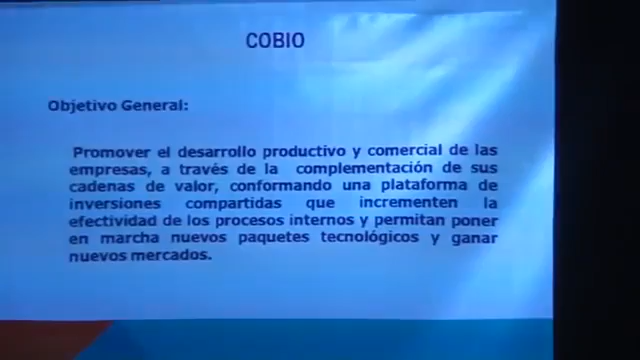 COBIO
Objetivo General:
Promover el desarrollo productivo y comercial de las
empresas, a través de la complementación de sus
cadenas de valor, conformando una plataforma de
inversiones compartidas que incrementen la
efectividad de los procesos internos y permitan poner
en marcha nuevos paquetes tecnológicos y ganar
nuevos mercados.